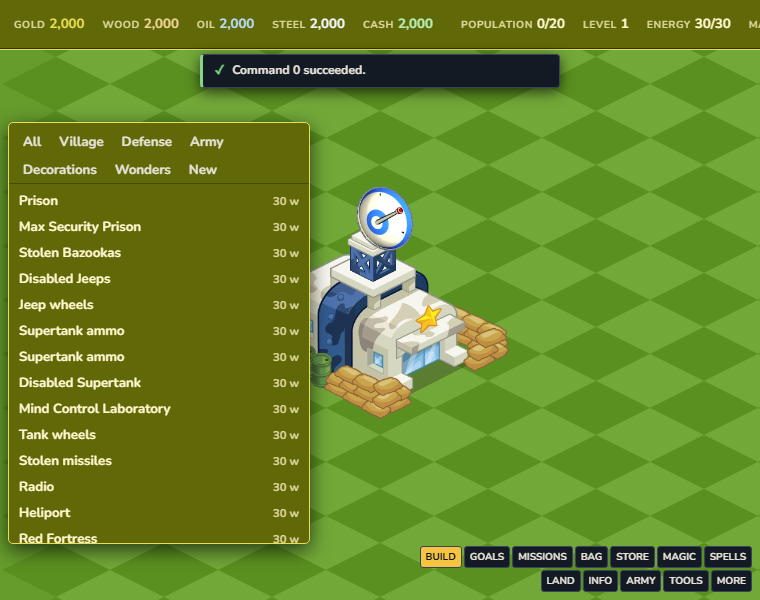 GOLD 2,000 WOOD 2,000 OIL 2,000 STEEL 2,000 CASH 2,000 POPULATION 0/20 LEVEL 1 ENERGY 30/30
✓ Command 0 succeeded.
All Village Defense Army
Decorations Wonders New
Prison 30 w
Max Security Prison 30 w
Stolen Bazookas 30 w
Disabled Jeeps 30 w
Jeep wheels 30 w
Supertank ammo 30 w
Supertank ammo 30 w
Disabled Supertank 30 w
Mind Control Laboratory 30 w
Tank wheels 30 w
Stolen missiles 30 w
Radio 30 w
Heliport 30 w
Red Fortress 30 w
BUILD GOALS MISSIONS BAG STORE MAGIC SPELLS
LAND INFO ARMY TOOLS MORE